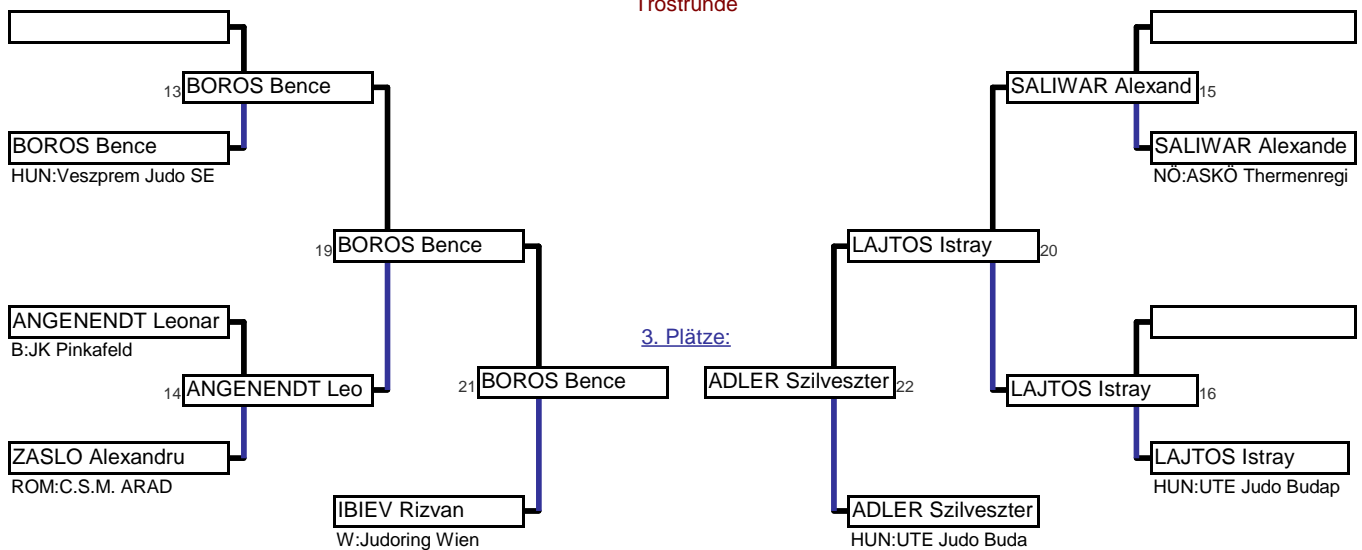 Trostrunde
13 BOROS Bence
SALIWAR Alexand 15
BOROS Bence
HUN:Veszprem Judo SE
SALIWAR Alexande
NÖ:ASKÖ Thermenregi
19 BOROS Bence
LAJTOS Istray 20
ANGENENDT Leonar
B:JK Pinkafeld
3. Plätze:
14 ANGENENDT Leo
21 BOROS Bence
ADLER Szilveszter 22
LAJTOS Istray 16
ZASLO Alexandru
ROM:C.S.M. ARAD
LAJTOS Istray
HUN:UTE Judo Budap
IBIEV Rizvan
W:Judoring Wien
ADLER Szilveszter
HUN:UTE Judo Buda